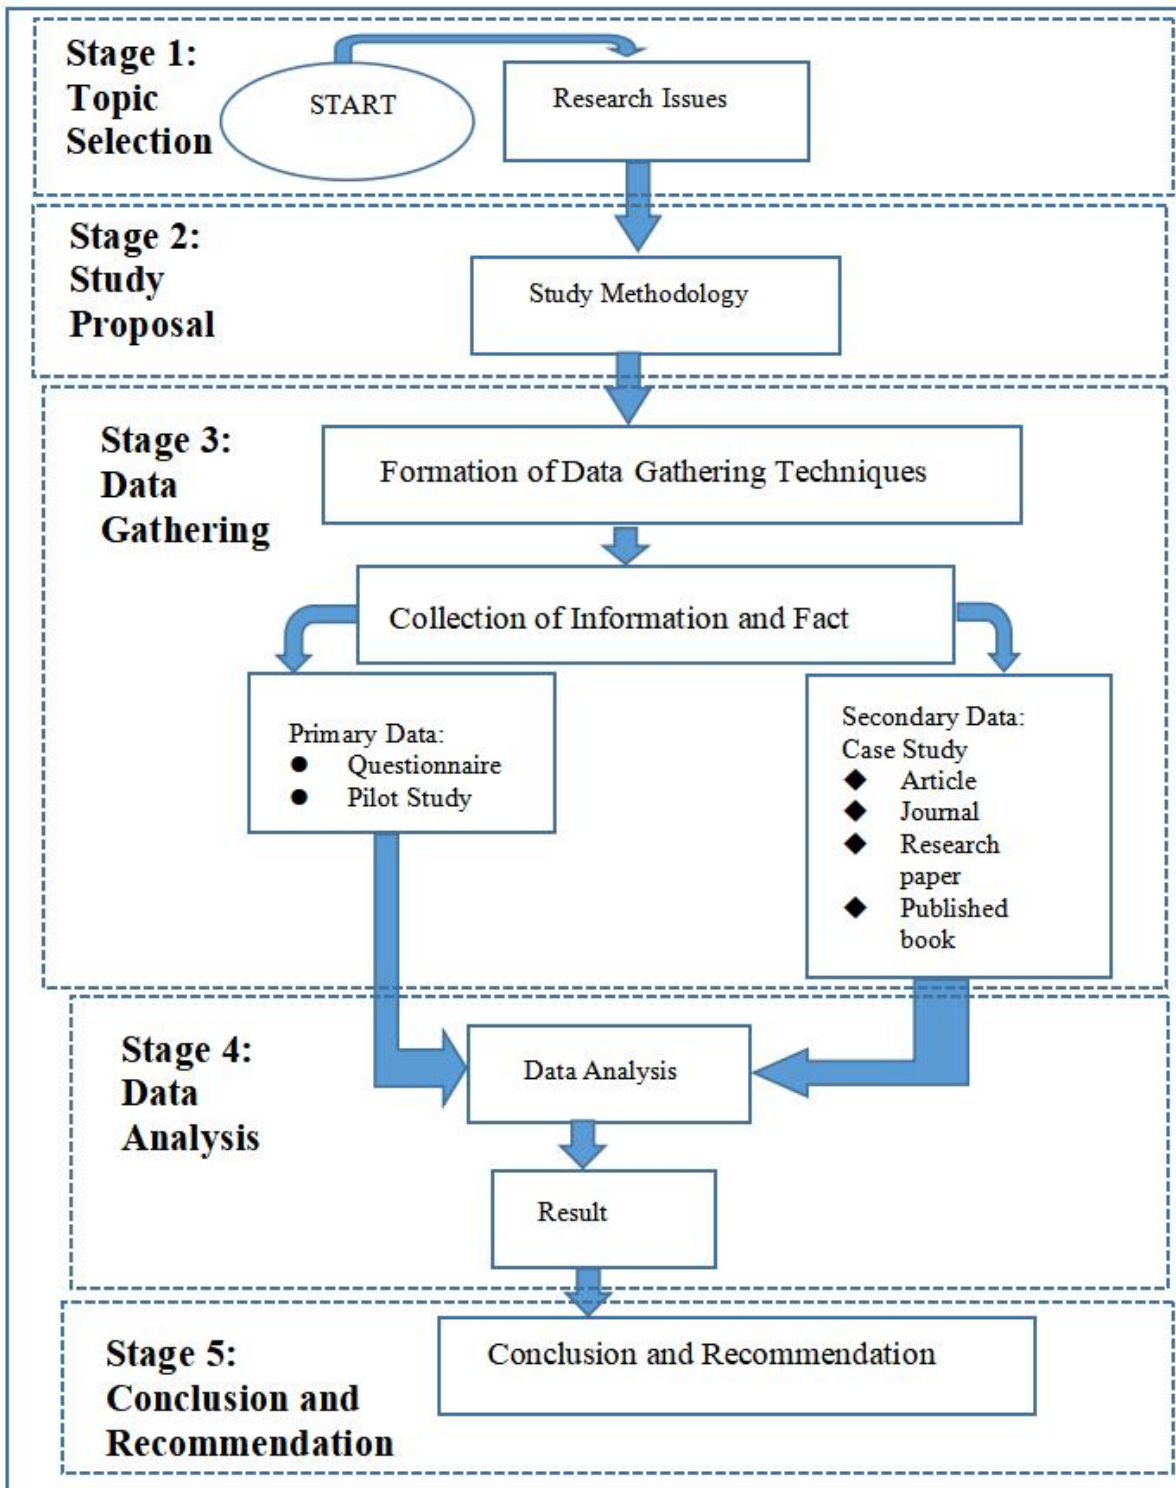 Stage 1:
Topic
Selection
START
Research Issues
Stage 2:
Study
Proposal
Study Methodology
Stage 3:
Data
Gathering
Formation of Data Gathering Techniques
Collection of Information and Fact
Primary Data:
● Questionnaire
● Pilot Study
Secondary Data:
Case Study
◆ Article
◆ Journal
◆ Research
paper
◆ Published
book
Stage 4:
Data
Analysis
Data Analysis
Result
Stage 5:
Conclusion and
Recommendation
Conclusion and Recommendation